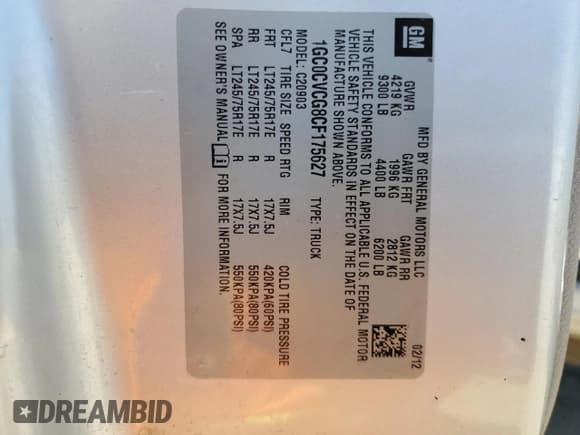 GM
MFD BY GENERAL MOTORS LLC
02/12
GVWR GAWR FRT GAWR RR
4219 KG 1996 KG 2812 KG
9300 LB 4400 LB 6200 LB
THIS VEHICLE CONFORMS TO ALL APPLICABLE U.S. FEDERAL MOTOR
VEHICLE SAFETY STANDARDS IN EFFECT ON THE DATE OF
MANUFACTURE SHOWN ABOVE.
1GC0CVCG8CF175627 TYPE: TRUCK
MODEL: C20903
CFL7 TIRE SIZE SPEED RTG RIM COLD TIRE PRESSURE
FRT LT245/75R17E R 17X7.5J 420KPA(60PSI)
RR LT245/75R17E R 17X7.5J 550KPA(80PSI)
SPA LT245/75R17E R 17X7.5J 550KPA(80PSI)
SEE OWNER'S MANUAL FOR MORE INFORMATION.
DREAMBID